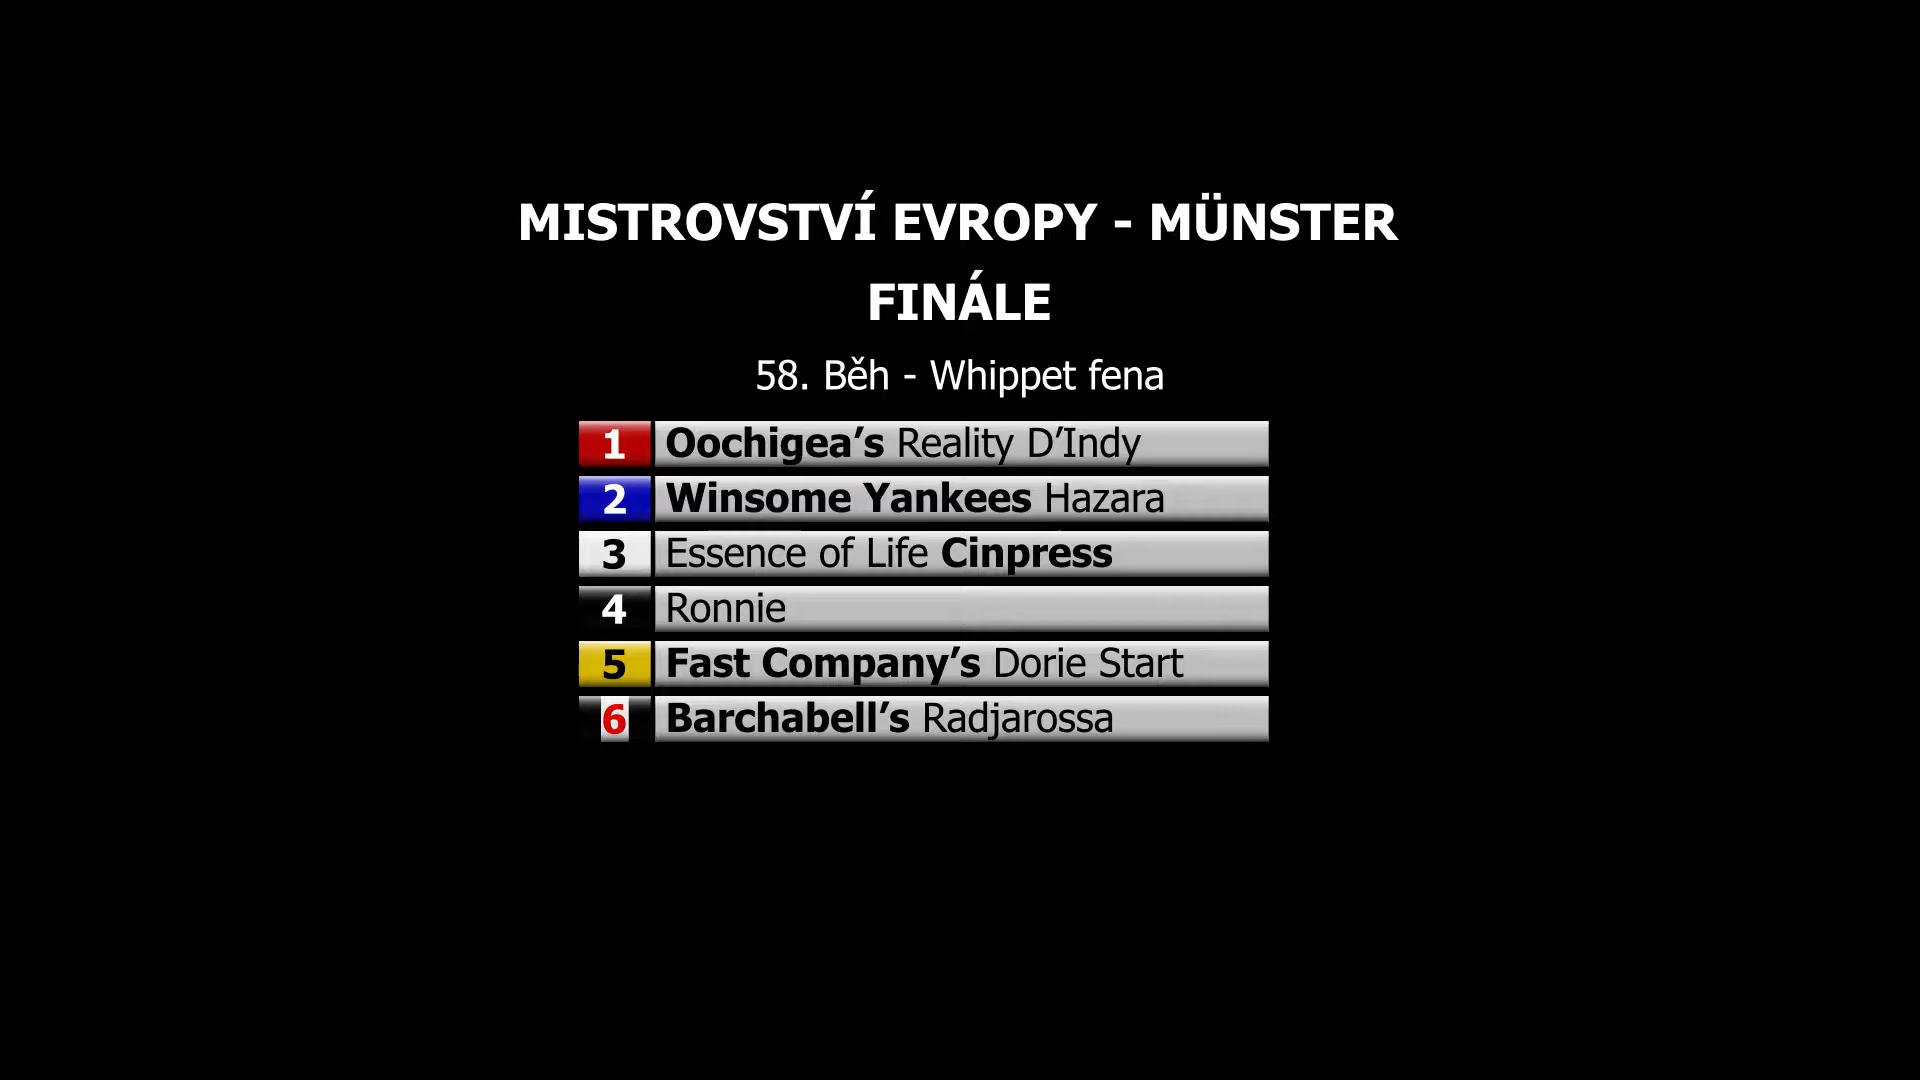 MISTROVSTVÍ EVROPY - MÜNSTER
FINÁLE
58. Běh - Whippet fena
1 Oochigea’s Reality D’Indy
2 Winsome Yankees Hazara
3 Essence of Life Cinpress
4 Ronnie
5 Fast Company’s Dorie Start
6 Barchabell’s Radjarossa